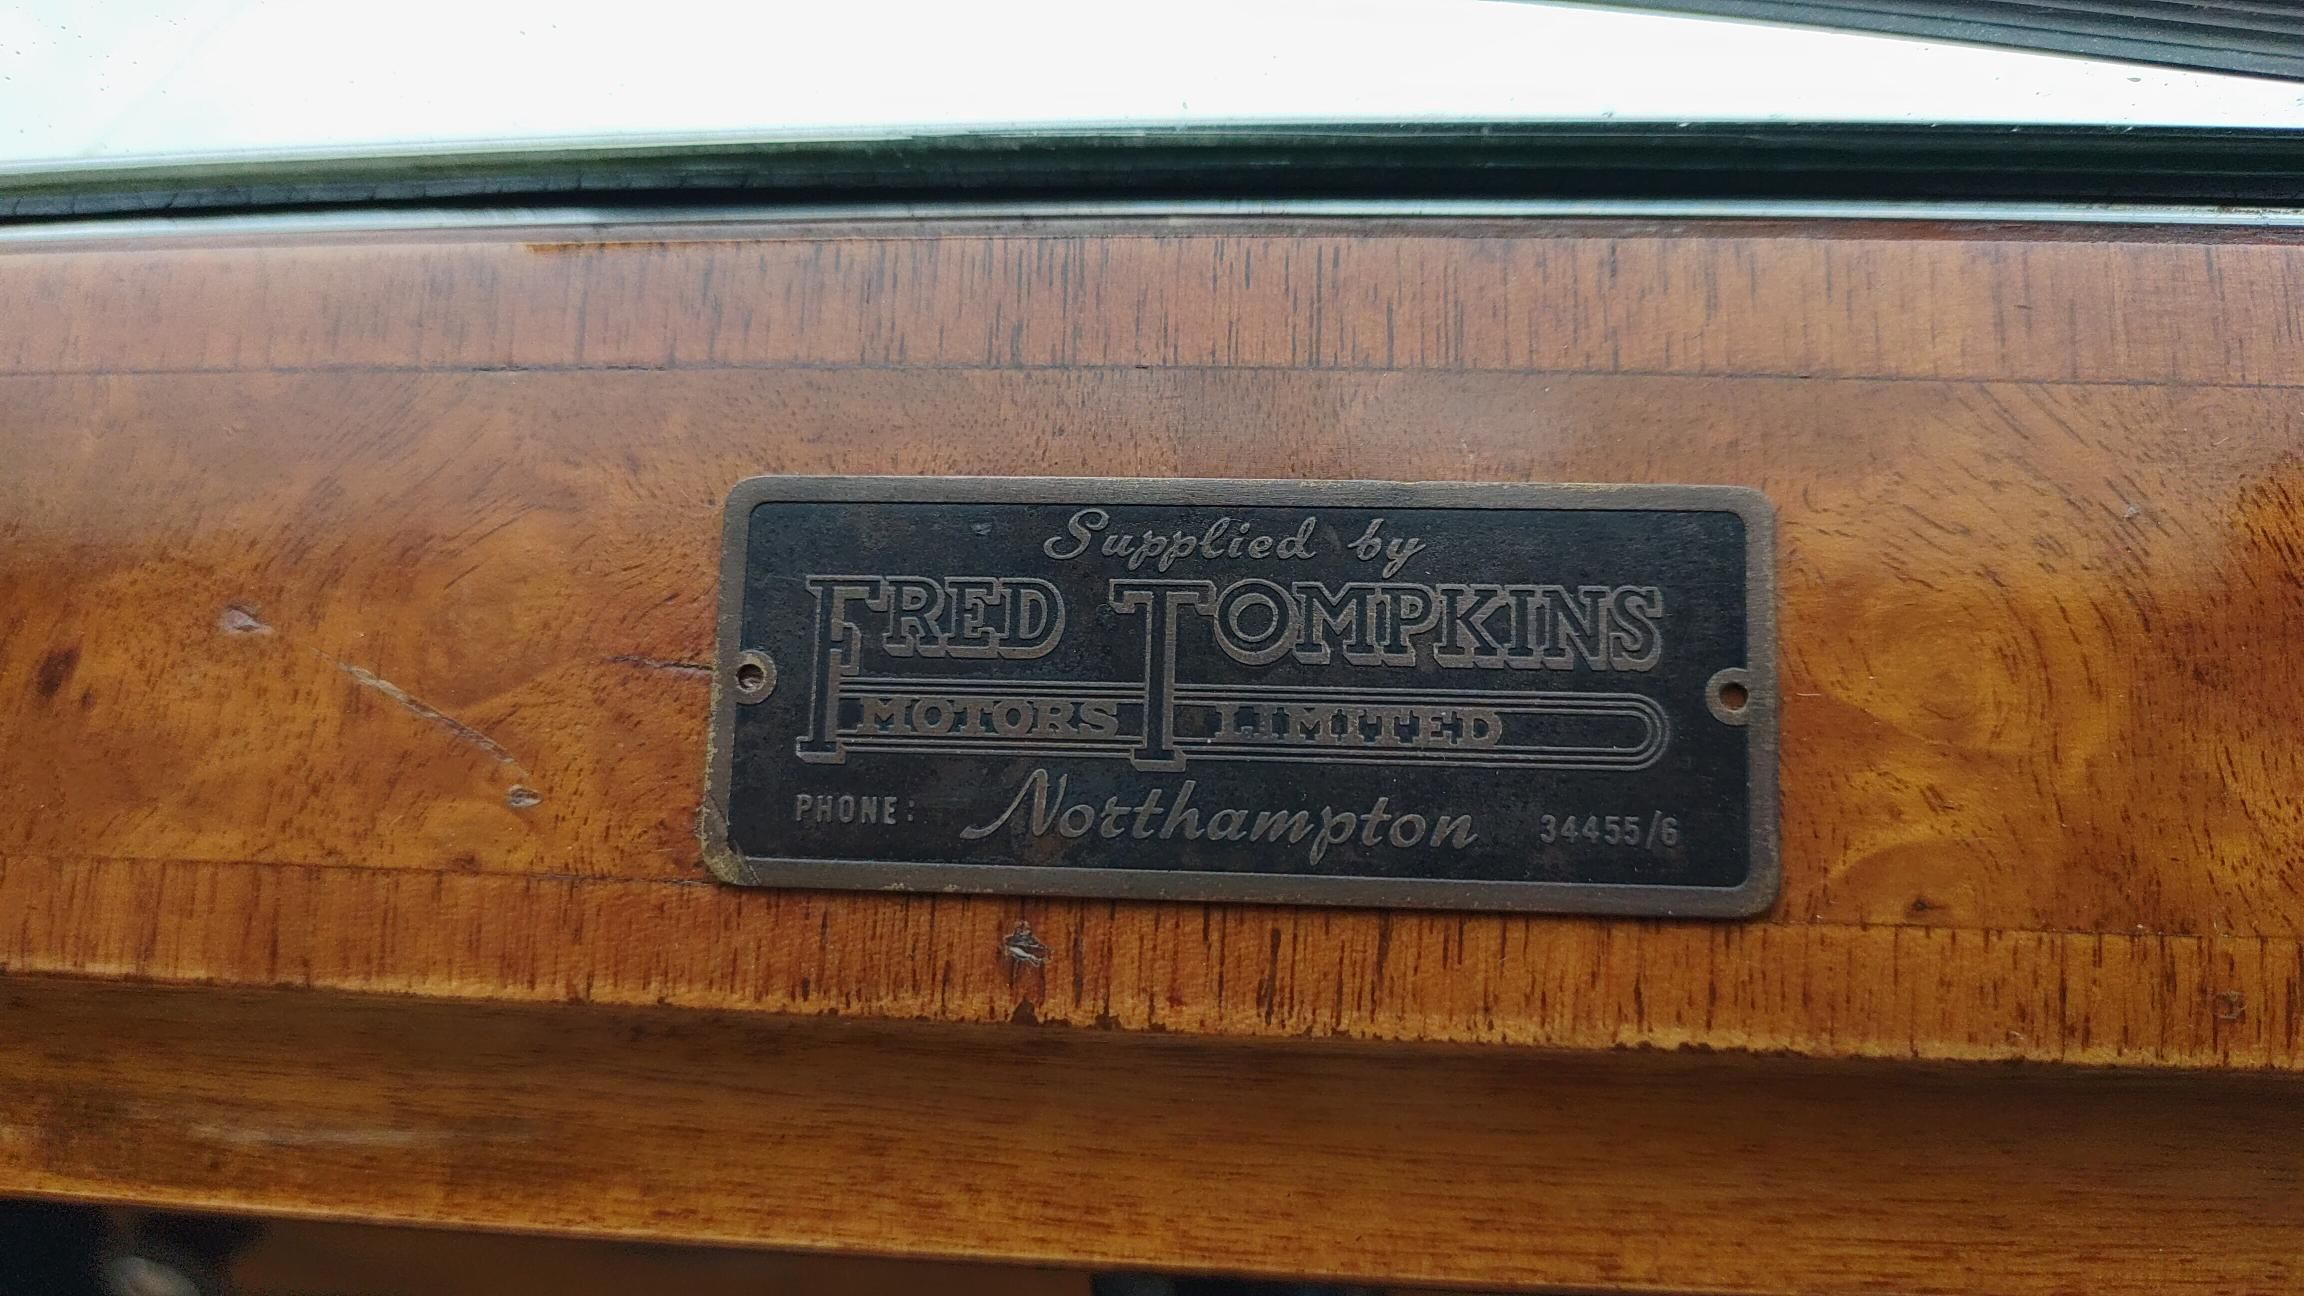 Supplied by
FRED TOMPKINS
MOTORS LIMITED
Northampton
PHONE: 34455/6